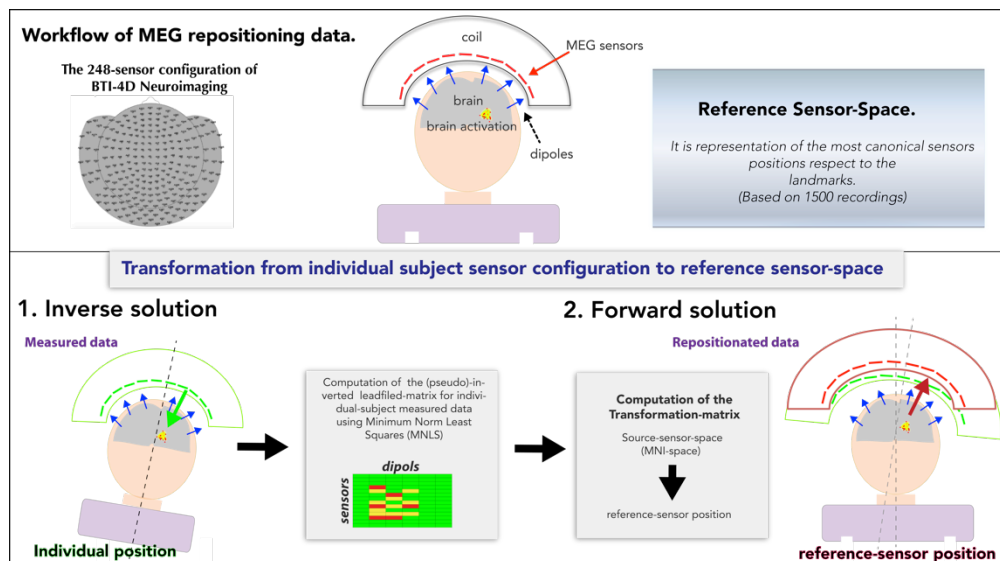 Workflow of MEG repositioning data.
The 248-sensor configuration of
BTI-4D Neuroimaging
coil
MEG sensors
brain
brain activation
dipoles
Reference Sensor-Space.
It is representation of the most canonical sensors
positions respect to the
landmarks.
(Based on 1500 recordings)
Transformation from individual subject sensor configuration to reference sensor-space
1. Inverse solution
Measured data
Individual position
Computation of the (pseudo)-in-
verted leadfiled-matrix for individ-
ual-subject measured data
using Minimum Norm Least
Squares (MNLS)
dipols
sensors
2. Forward solution
Repositionated data
Computation of the
Transformation-matrix
Source-sensor-space
(MNI-space)
reference-sensor position
reference-sensor position